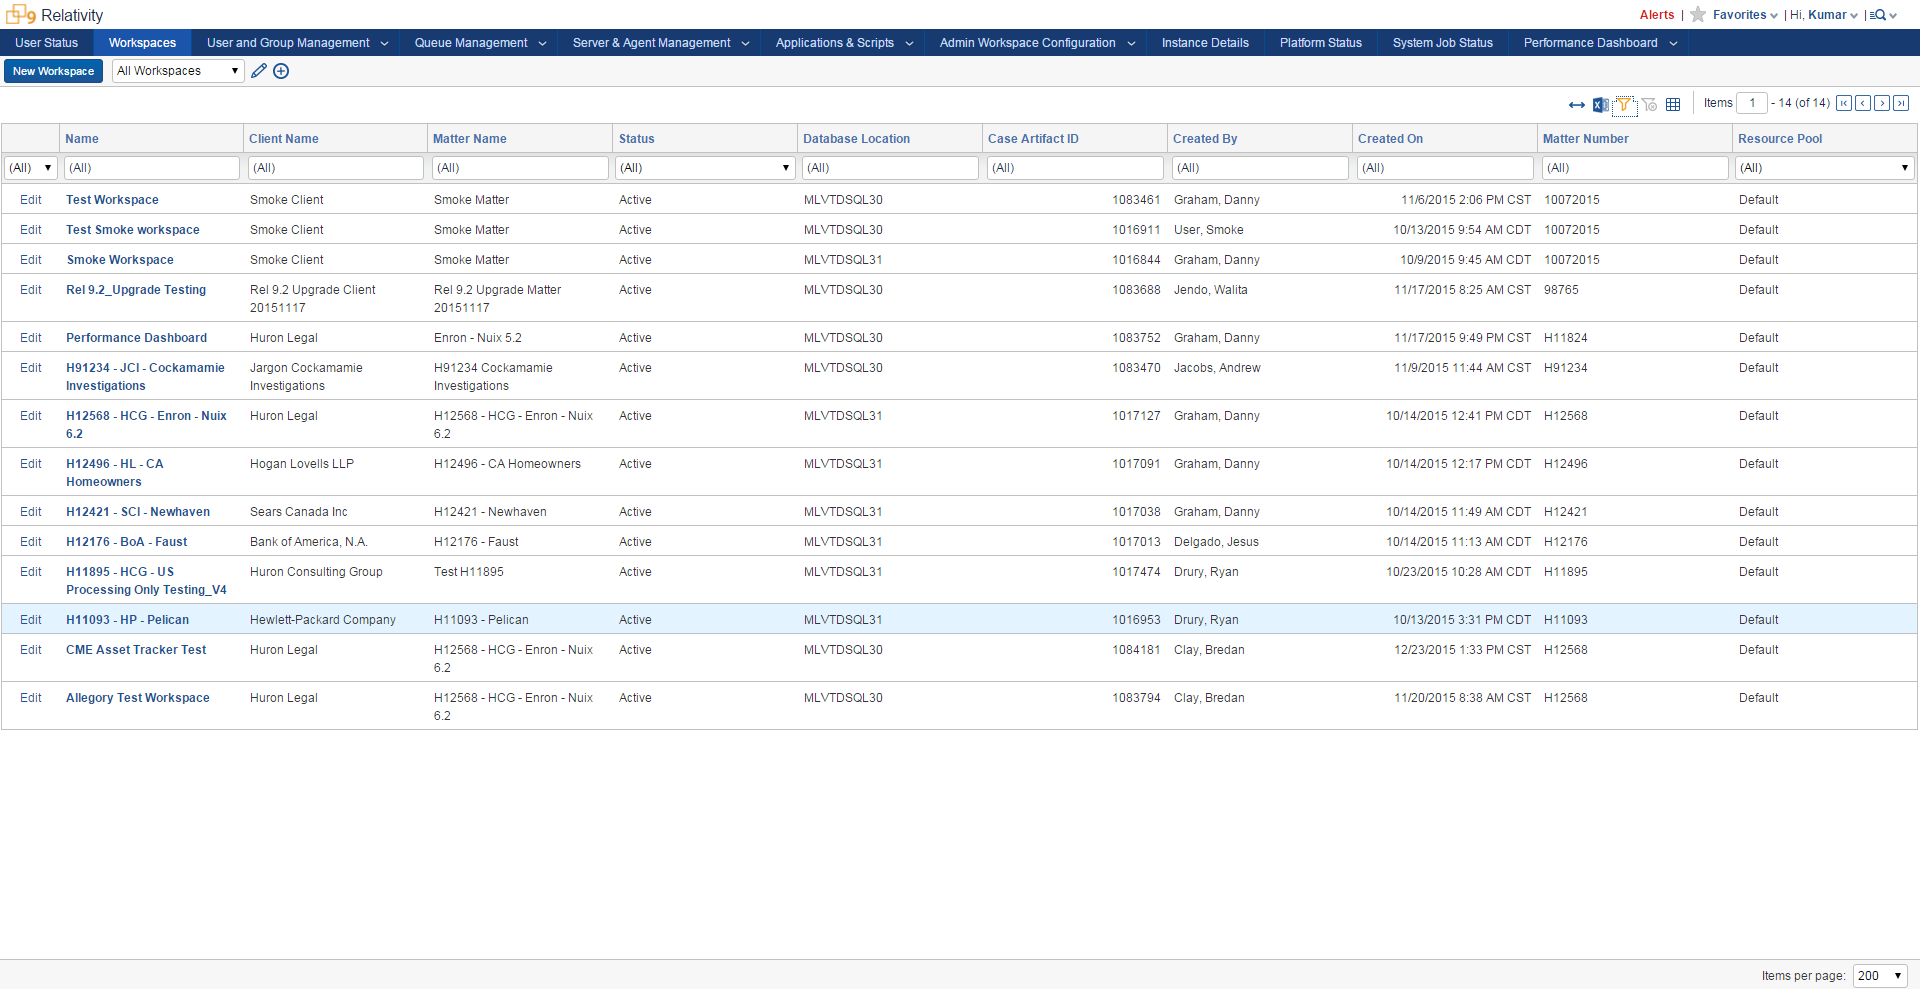 9 Relativity
Alerts | Favorites | Hi, Kumar |
User Status Workspaces User and Group Management Queue Management Server & Agent Management Applications & Scripts Admin Workspace Configuration Instance Details Platform Status System Job Status Performance Dashboard
New Workspace All Workspaces
Items 1 - 14 (of 14)
Name Client Name Matter Name Status Database Location Case Artifact ID Created By Created On Matter Number Resource Pool
(All) (All) (All) (All) (All) (All) (All) (All) (All) (All) (All)
Edit Test Workspace Smoke Client Smoke Matter Active MLVTDSQL30 1083461 Graham, Danny 11/6/2015 2:06 PM CST 10072015 Default
Edit Test Smoke workspace Smoke Client Smoke Matter Active MLVTDSQL30 1016911 User, Smoke 10/13/2015 9:54 AM CDT 10072015 Default
Edit Smoke Workspace Smoke Client Smoke Matter Active MLVTDSQL31 1016844 Graham, Danny 10/9/2015 9:45 AM CDT 10072015 Default
Edit Rel 9.2_Upgrade Testing Rel 9.2 Upgrade Client Rel 9.2 Upgrade Matter Active MLVTDSQL30 1083688 Jendo, Walita 11/17/2015 8:25 AM CST 98765 Default
20151117 20151117
Edit Performance Dashboard Huron Legal Enron - Nuix 5.2 Active MLVTDSQL30 1083752 Graham, Danny 11/17/2015 9:49 PM CST H11824 Default
Edit H91234 - JCI - Cockamamie Jargon Cockamamie H91234 Cockamamie Active MLVTDSQL30 1083470 Jacobs, Andrew 11/9/2015 11:44 AM CST H91234 Default
Investigations Investigations Investigations
Edit H12568 - HCG - Enron - Nuix Huron Legal H12568 - HCG - Enron - Nuix Active MLVTDSQL31 1017127 Graham, Danny 10/14/2015 12:41 PM CDT H12568 Default
6.2 6.2
Edit H12496 - HL - CA Hogan Lovells LLP H12496 - CA Homeowners Active MLVTDSQL31 1017091 Graham, Danny 10/14/2015 12:17 PM CDT H12496 Default
Homeowners
Edit H12421 - SCI - Newhaven Sears Canada Inc H12421 - Newhaven Active MLVTDSQL31 1017038 Graham, Danny 10/14/2015 11:49 AM CDT H12421 Default
Edit H12176 - BoA - Faust Bank of America, N.A. H12176 - Faust Active MLVTDSQL31 1017013 Delgado, Jesus 10/14/2015 11:13 AM CDT H12176 Default
Edit H11895 - HCG - US Huron Consulting Group Test H11895 Active MLVTDSQL31 1017474 Drury, Ryan 10/23/2015 10:28 AM CDT H11895 Default
Processing Only Testing_V4
Edit H11093 - HP - Pelican Hewlett-Packard Company H11093 - Pelican Active MLVTDSQL31 1016953 Drury, Ryan 10/13/2015 3:31 PM CDT H11093 Default
Edit CME Asset Tracker Test Huron Legal H12568 - HCG - Enron - Nuix Active MLVTDSQL30 1084181 Clay, Bredan 12/23/2015 1:33 PM CST H12568 Default
6.2
Edit Allegory Test Workspace Huron Legal H12568 - HCG - Enron - Nuix Active MLVTDSQL30 1083794 Clay, Bredan 11/20/2015 8:38 AM CST H12568 Default
6.2
Items per page: 200